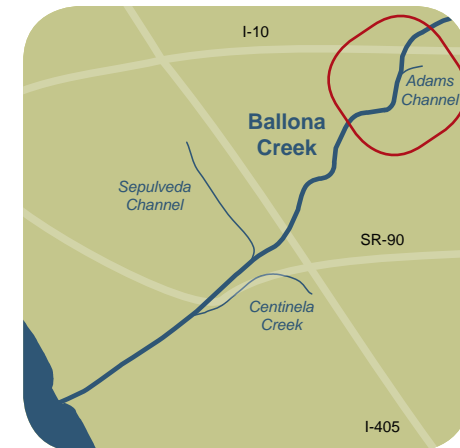 I-10
Adams
Channel
Ballona
Creek
Sepulveda
Channel
SR-90
Centinela
Creek
I-405